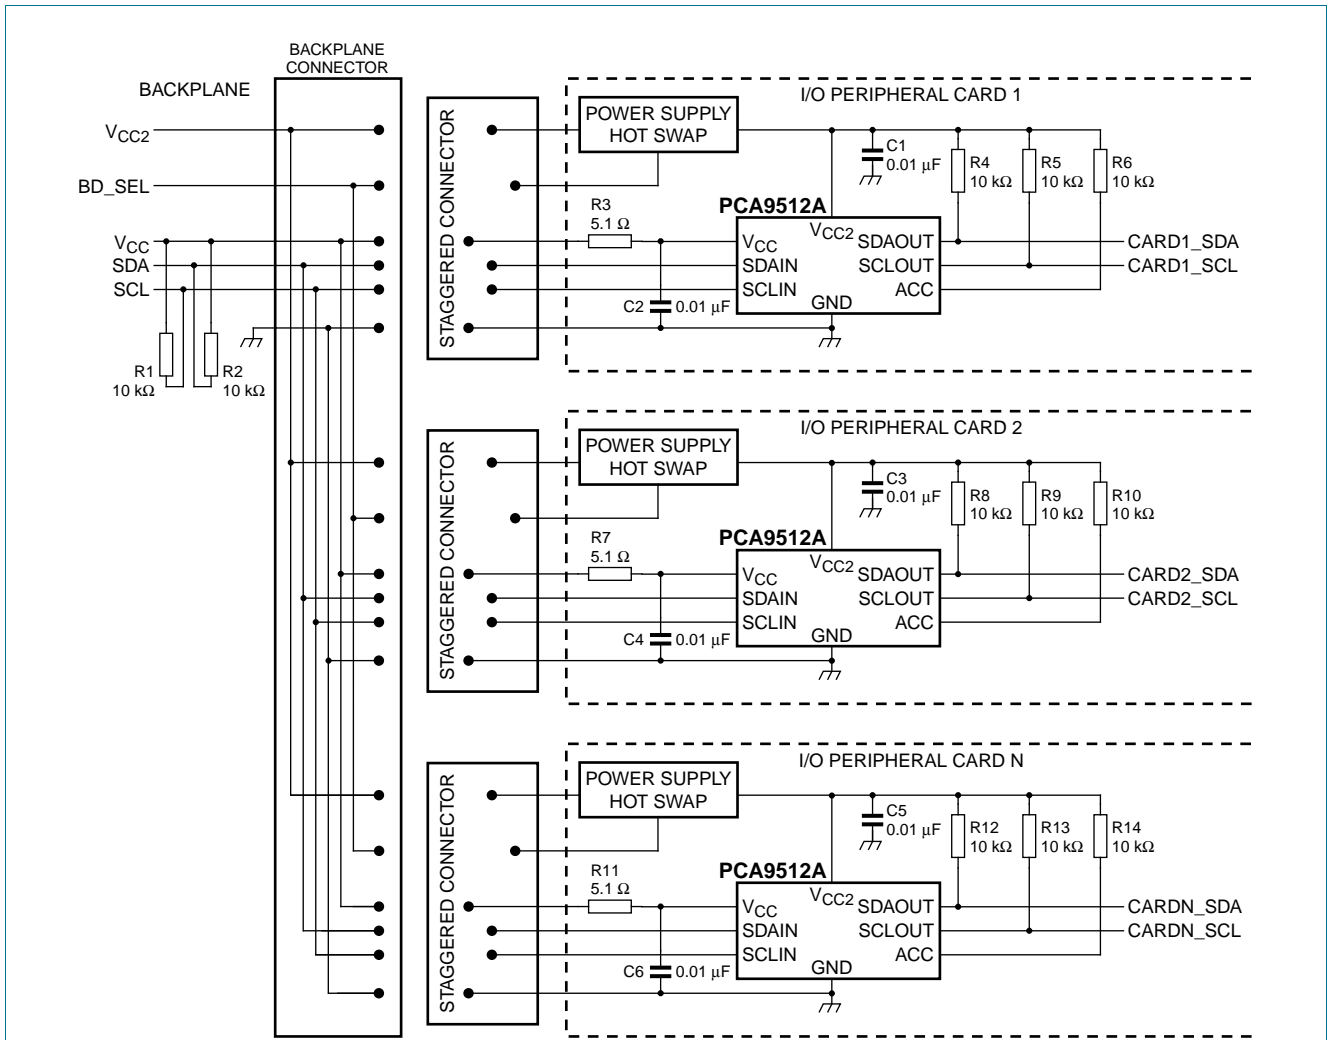 BACKPLANE
CONNECTOR
BACKPLANE
VCC2
BD_SEL
VCC
SDA
SCL
R1
10 kΩ
R2
10 kΩ
STAGGERED CONNECTOR
I/O PERIPHERAL CARD 1
POWER SUPPLY
HOT SWAP
C1
0.01 μF
R4
10 kΩ
R5
10 kΩ
R6
10 kΩ
R3
5.1 Ω
PCA9512A
VCC2
VCC
SDAIN
SCLIN
SDAOUT
SCLOUT
ACC
GND
C2
0.01 μF
CARD1_SDA
CARD1_SCL
STAGGERED CONNECTOR
I/O PERIPHERAL CARD 2
POWER SUPPLY
HOT SWAP
C3
0.01 μF
R8
10 kΩ
R9
10 kΩ
R10
10 kΩ
R7
5.1 Ω
PCA9512A
VCC2
VCC
SDAIN
SCLIN
SDAOUT
SCLOUT
ACC
GND
C4
0.01 μF
CARD2_SDA
CARD2_SCL
STAGGERED CONNECTOR
I/O PERIPHERAL CARD N
POWER SUPPLY
HOT SWAP
C5
0.01 μF
R12
10 kΩ
R13
10 kΩ
R14
10 kΩ
R11
5.1 Ω
PCA9512A
VCC2
VCC
SDAIN
SCLIN
SDAOUT
SCLOUT
ACC
GND
C6
0.01 μF
CARDN_SDA
CARDN_SCL